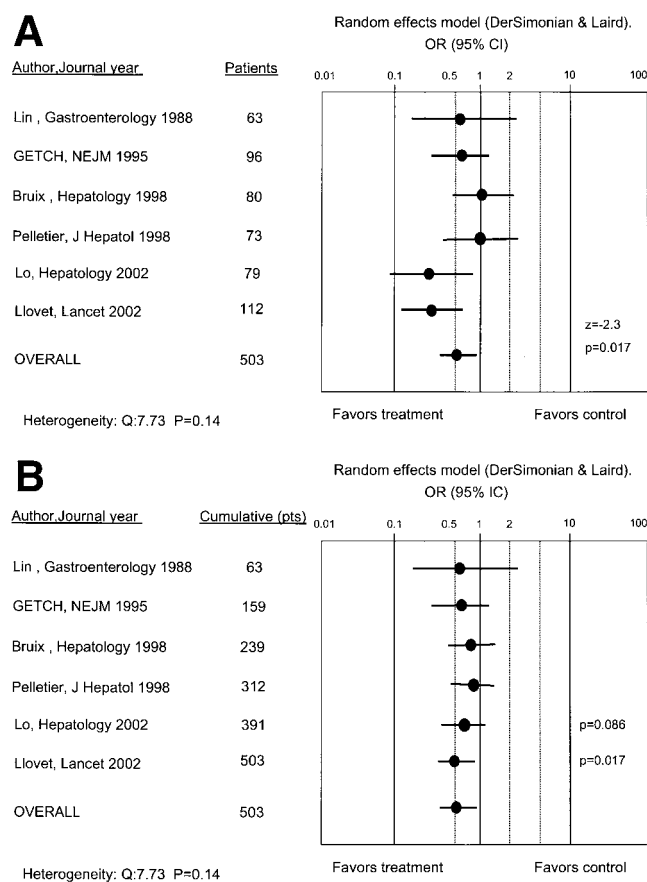 A
Random effects model (DerSimonian & Laird).
OR (95% CI)
Author,Journal year Patients
0.01 0.1 0.5 1 2 10 100
Lin , Gastroenterology 1988 63
GETCH, NEJM 1995 96
Bruix , Hepatology 1998 80
Pelletier, J Hepatol 1998 73
Lo, Hepatology 2002 79
Llovet, Lancet 2002 112
z=-2.3
p=0.017
OVERALL 503
Heterogeneity: Q:7.73 P=0.14
Favors treatment Favors control
B
Random effects model (DerSimonian & Laird).
OR (95% IC)
Author,Journal year Cumulative (pts)
0.01 0.1 0.5 1 2 10 100
Lin , Gastroenterology 1988 63
GETCH, NEJM 1995 159
Bruix , Hepatology 1998 239
Pelletier, J Hepatol 1998 312
Lo, Hepatology 2002 391 p=0.086
Llovet, Lancet 2002 503 p=0.017
OVERALL 503
Heterogeneity: Q:7.73 P=0.14
Favors treatment Favors control